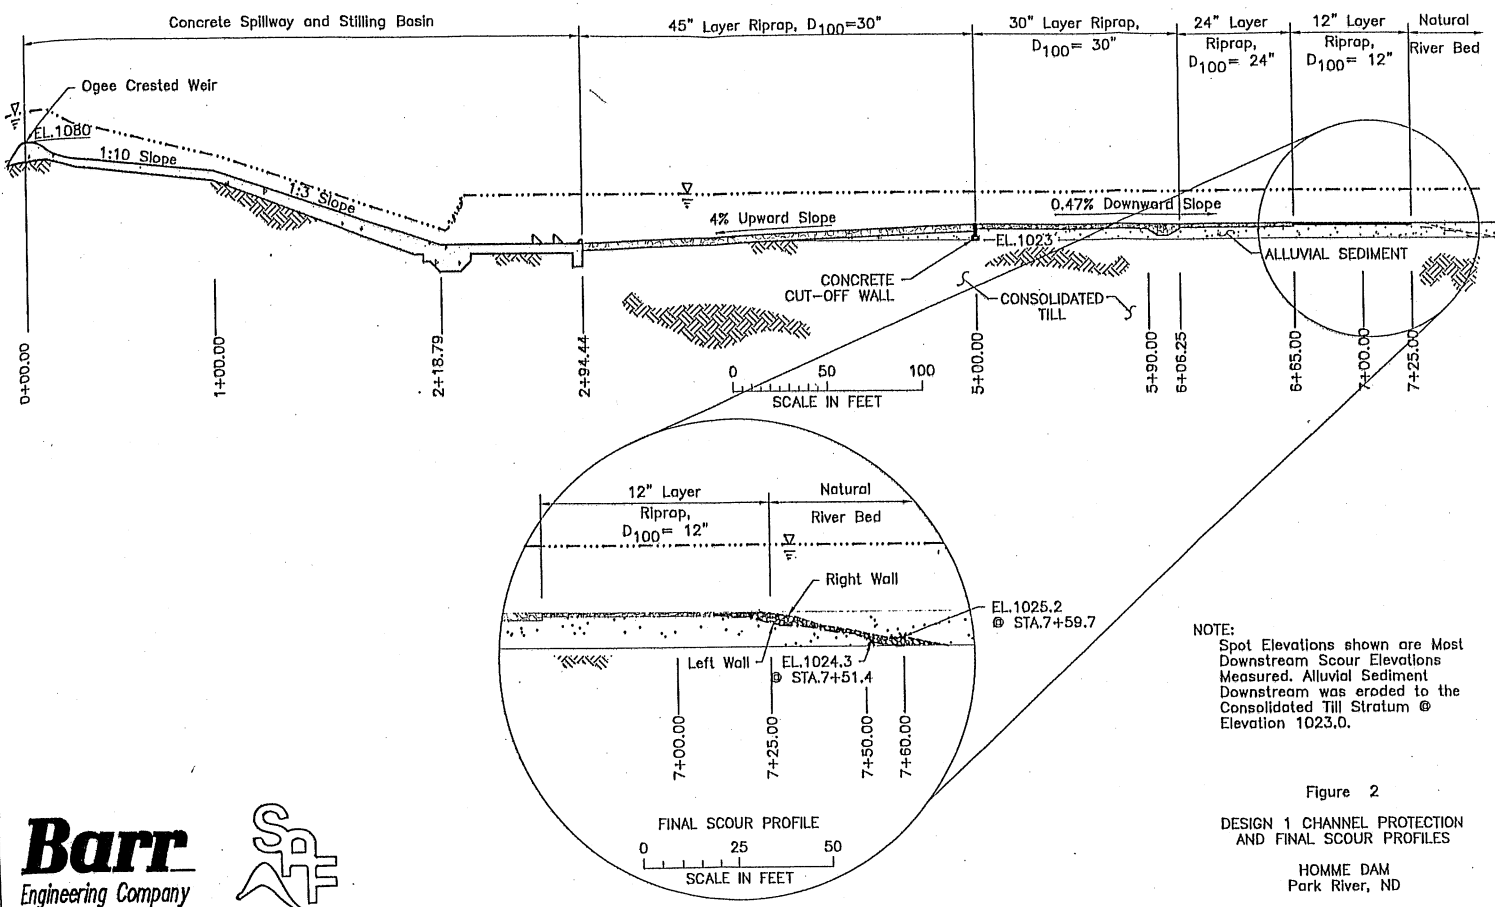 Concrete Spillway and Stilling Basin
45" Layer Riprap, D100=30"
30" Layer Riprap,
D100= 30"
24" Layer
Riprap,
D100= 24"
12" Layer
Riprap,
D100= 12"
Natural
River Bed
Ogee Crested Weir
EL.1080
1:10 Slope
1:3 Slope
4% Upward Slope
0.47% Downward Slope
EL.1023'
ALLUVIAL SEDIMENT
CONCRETE
CUT-OFF WALL
CONSOLIDATED
TILL
0+00.00
1+00.00
2+18.79
2+94.44
5+00.00
5+90.00
6+06.25
6+65.00
7+00.00
7+25.00
0 50 100
SCALE IN FEET
12" Layer
Riprap,
D100= 12"
Natural
River Bed
Right Wall
EL.1025.2
@ STA.7+59.7
Left Wall
EL.1024.3
@ STA.7+51.4
7+00.00
7+25.00
7+50.00
7+60.00
FINAL SCOUR PROFILE
0 25 50
SCALE IN FEET
NOTE:
Spot Elevations shown are Most
Downstream Scour Elevations
Measured. Alluvial Sediment
Downstream was eroded to the
Consolidated Till Stratum @
Elevation 1023.0.
Figure 2
DESIGN 1 CHANNEL PROTECTION
AND FINAL SCOUR PROFILES
HOMME DAM
Park River, ND
Barr
Engineering Company
SAF